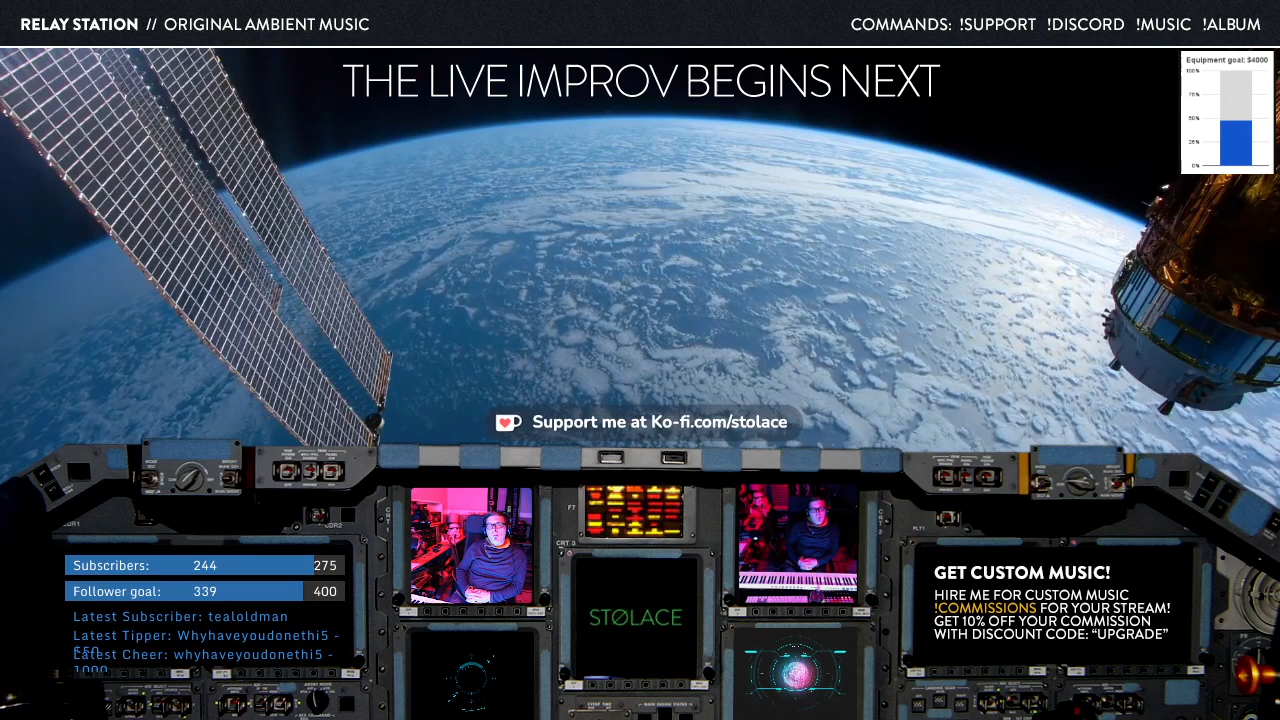 RELAY STATION // ORIGINAL AMBIENT MUSIC
COMMANDS: !SUPPORT !DISCORD !MUSIC !ALBUM
THE LIVE IMPROV BEGINS NEXT
Equipment goal: $4000
100%
75%
50%
25%
0%
Support me at Ko-fi.com/stolace
F7
CRT 3
STØLACE
Subscribers: 244 275
Follower goal: 339 400
Latest Subscriber: tealoldman
Latest Tipper: Whyhaveyoudonethi5 -
Latest Cheer: whyhaveyoudonethi5 -
1000
GET CUSTOM MUSIC!
HIRE ME FOR CUSTOM MUSIC
!COMMISSIONS FOR YOUR STREAM!
GET 10% OFF YOUR COMMISSION
WITH DISCOUNT CODE: “UPGRADE”